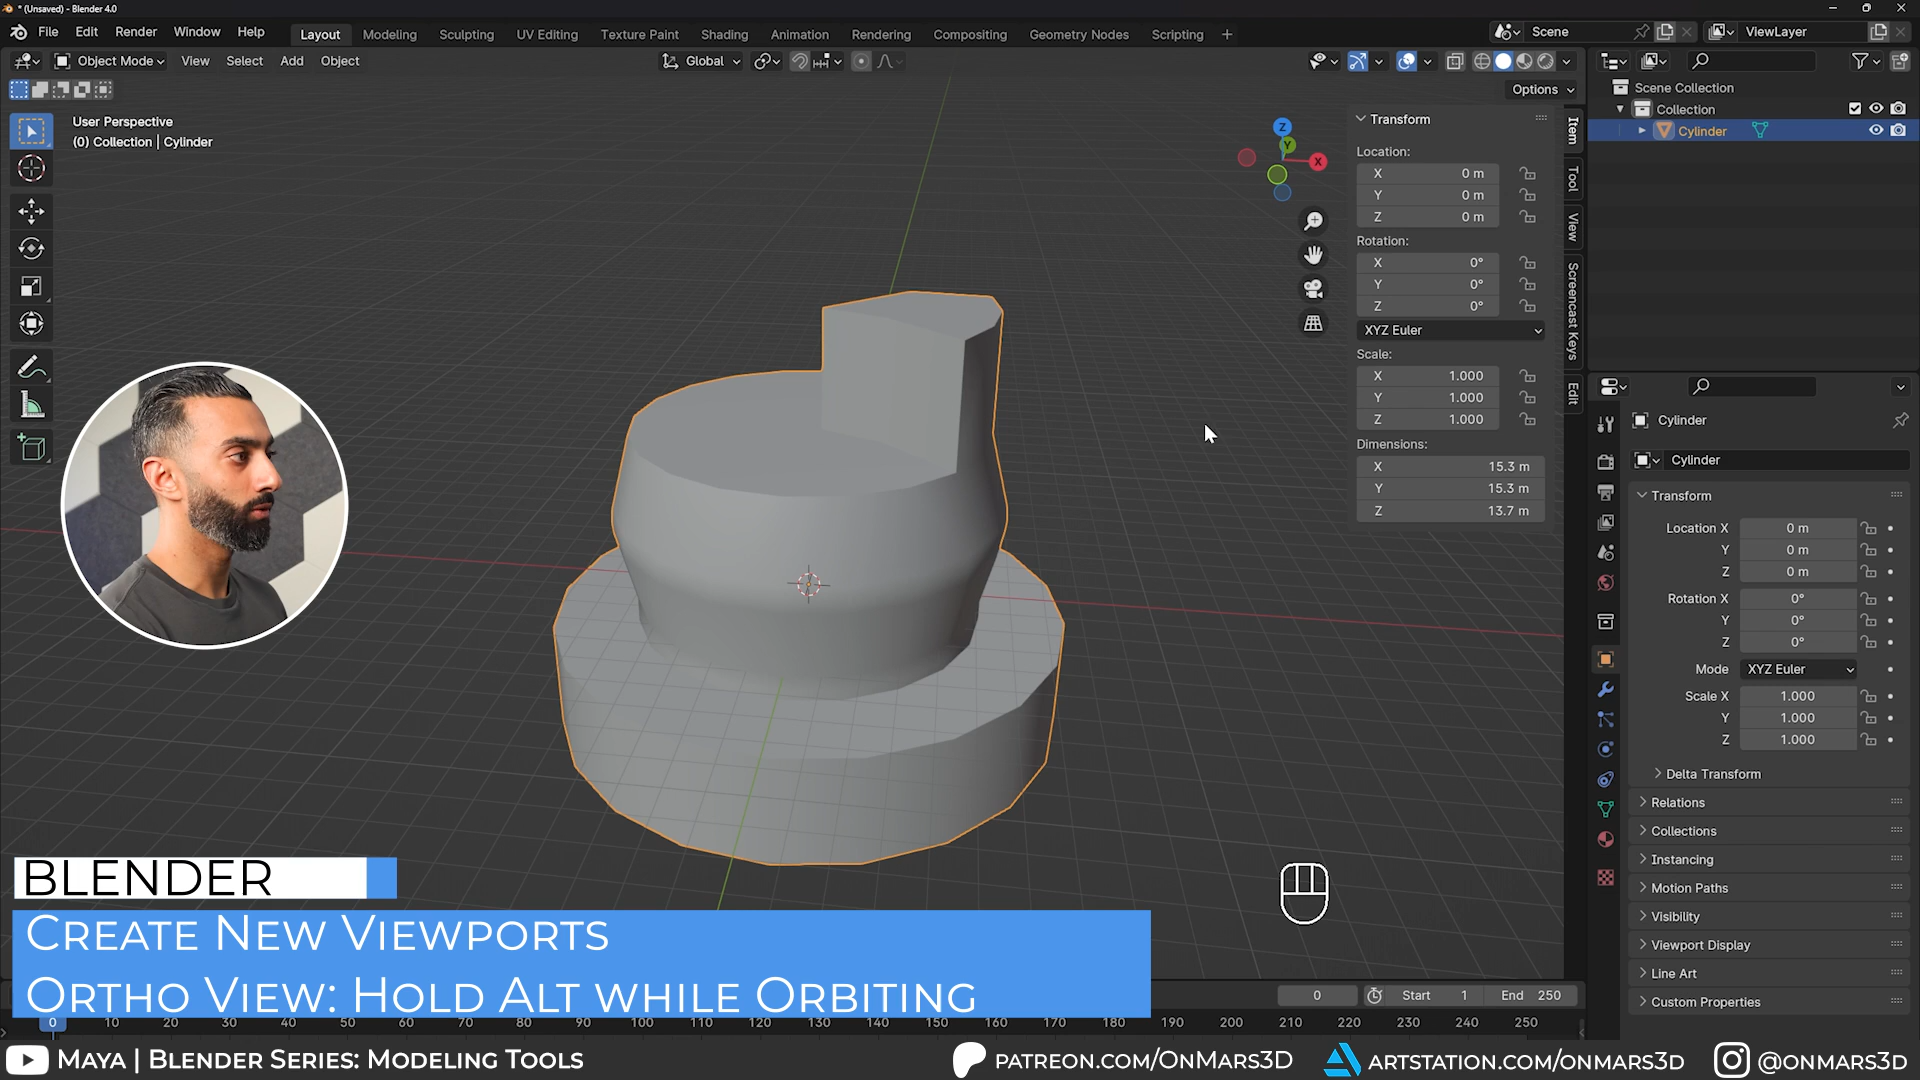 * (Unsaved) - Blender 4.0
File Edit Render Window Help Layout Modeling Sculpting UV Editing Texture Paint Shading Animation Rendering Compositing Geometry Nodes Scripting + Scene ViewLayer
Object Mode View Select Add Object Global
Options
User Perspective
(0) Collection | Cylinder
Z
Y
X
Transform
Location:
X 0 m
Y 0 m
Z 0 m
Rotation:
X 0°
Y 0°
Z 0°
XYZ Euler
Scale:
X 1.000
Y 1.000
Z 1.000
Dimensions:
X 15.3 m
Y 15.3 m
Z 13.7 m
Item
Tool
View
Screencast Keys
Edit
Scene Collection
Collection
Cylinder
Cylinder
Cylinder
Transform
Location X 0 m
Y 0 m
Z 0 m
Rotation X 0°
Y 0°
Z 0°
Mode XYZ Euler
Scale X 1.000
Y 1.000
Z 1.000
Delta Transform
Relations
Collections
Instancing
Motion Paths
Visibility
Viewport Display
Line Art
Custom Properties
BLENDER
Create New Viewports
Ortho View: Hold Alt while Orbiting
0 Start 1 End 250
0 10 20 30 40 50 60 70 80 90 100 110 120 130 140 150 160 170 180 190 200 210 220 230 240 250
Maya | Blender Series: Modeling Tools patreon.com/OnMars3D artstation.com/onmars3D @onmars3D